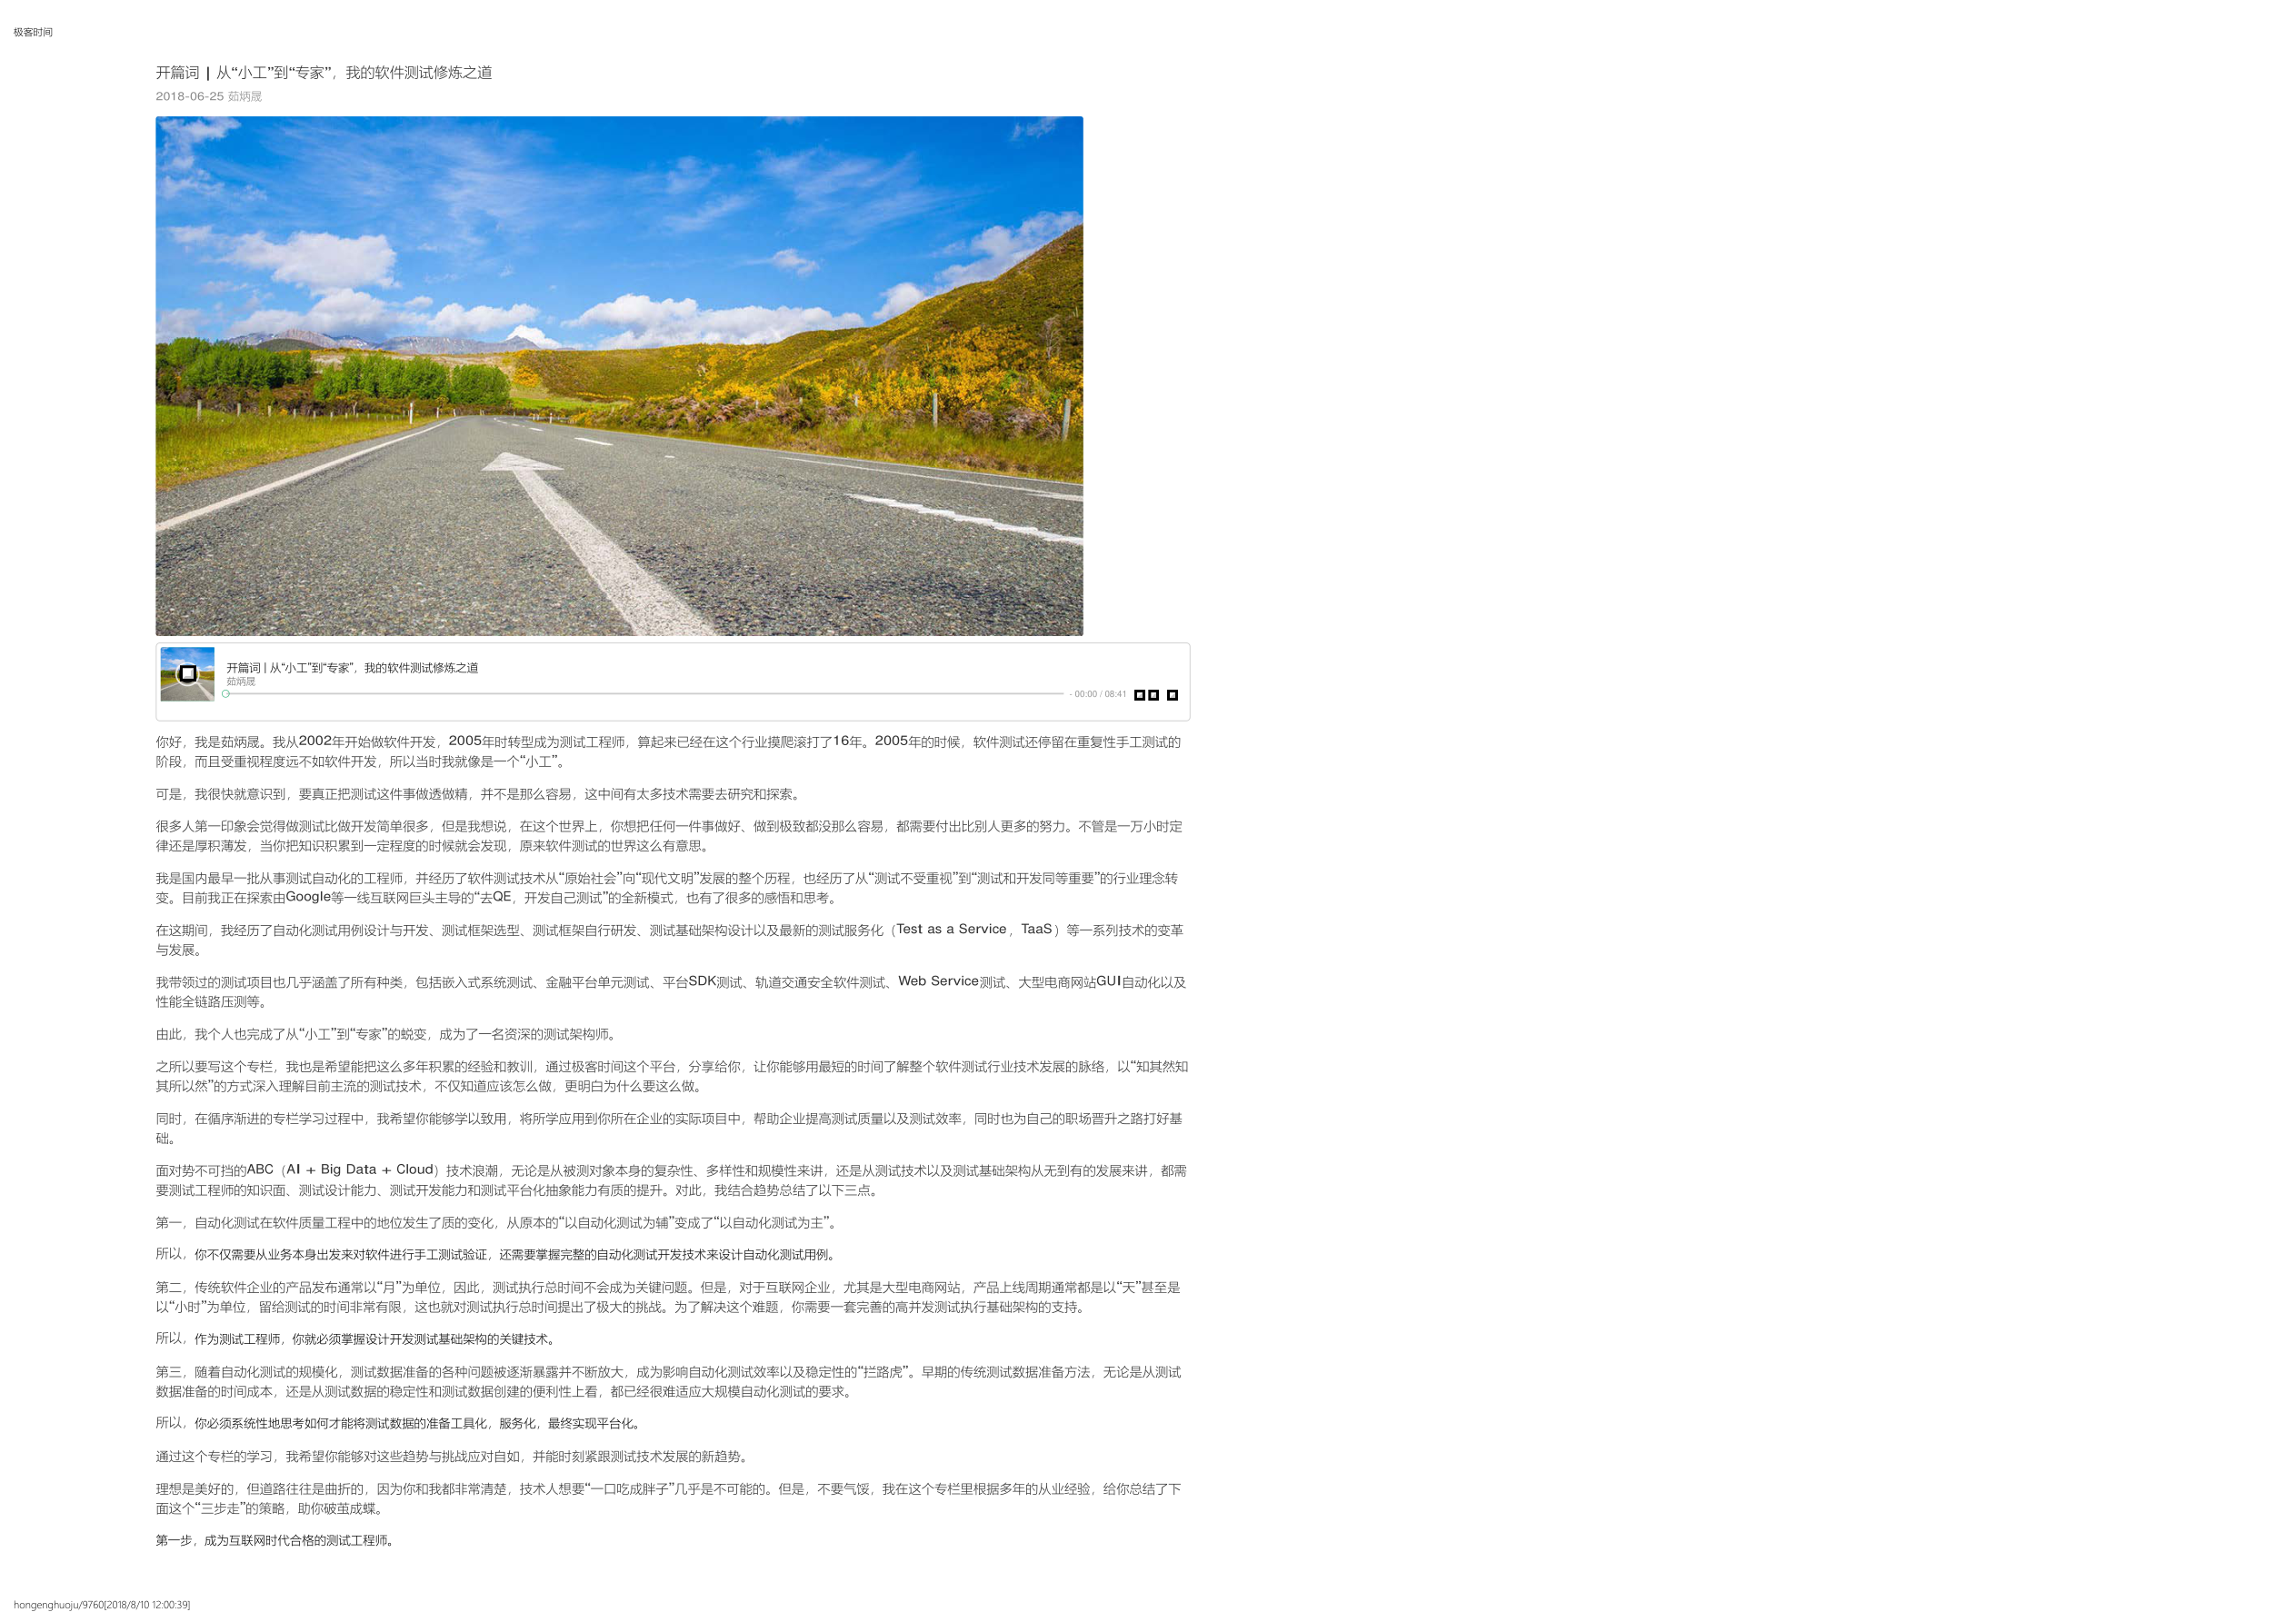 极客时间
开篇词 | 从“小工”到“专家”，我的软件测试修炼之道
2018-06-25 茹炳晟
开篇词 | 从“小工”到“专家”，我的软件测试修炼之道
茹炳晟
- 00:00 / 08:41
你好，我是茹炳晟。我从2002年开始做软件开发，2005年时转型成为测试工程师，算起来已经在这个行业摸爬滚打了16年。2005年的时候，软件测试还停留在重复性手工测试的
阶段，而且受重视程度远不如软件开发，所以当时我就像是一个“小工”。
可是，我很快就意识到，要真正把测试这件事做透做精，并不是那么容易，这中间有太多技术需要去研究和探索。
很多人第一印象会觉得做测试比做开发简单很多，但是我想说，在这个世界上，你想把任何一件事做好、做到极致都没那么容易，都需要付出比别人更多的努力。不管是一万小时定
律还是厚积薄发，当你把知识积累到一定程度的时候就会发现，原来软件测试的世界这么有意思。
我是国内最早一批从事测试自动化的工程师，并经历了软件测试技术从“原始社会”向“现代文明”发展的整个历程，也经历了从“测试不受重视”到“测试和开发同等重要”的行业理念转
变。目前我正在探索由Google等一线互联网巨头主导的“去QE，开发自己测试”的全新模式，也有了很多的感悟和思考。
在这期间，我经历了自动化测试用例设计与开发、测试框架选型、测试框架自行研发、测试基础架构设计以及最新的测试服务化（Test as a Service，TaaS）等一系列技术的变革
与发展。
我带领过的测试项目也几乎涵盖了所有种类，包括嵌入式系统测试、金融平台单元测试、平台SDK测试、轨道交通安全软件测试、Web Service测试、大型电商网站GUI自动化以及
性能全链路压测等。
由此，我个人也完成了从“小工”到“专家”的蜕变，成为了一名资深的测试架构师。
之所以要写这个专栏，我也是希望能把这么多年积累的经验和教训，通过极客时间这个平台，分享给你，让你能够用最短的时间了解整个软件测试行业技术发展的脉络，以“知其然知
其所以然”的方式深入理解目前主流的测试技术，不仅知道应该怎么做，更明白为什么要这么做。
同时，在循序渐进的专栏学习过程中，我希望你能够学以致用，将所学应用到你所在企业的实际项目中，帮助企业提高测试质量以及测试效率，同时也为自己的职场晋升之路打好基
础。
面对势不可挡的ABC（AI + Big Data + Cloud）技术浪潮，无论是从被测对象本身的复杂性、多样性和规模性来讲，还是从测试技术以及测试基础架构从无到有的发展来讲，都需
要测试工程师的知识面、测试设计能力、测试开发能力和测试平台化抽象能力有质的提升。对此，我结合趋势总结了以下三点。
第一，自动化测试在软件质量工程中的地位发生了质的变化，从原本的“以自动化测试为辅”变成了“以自动化测试为主”。
所以，你不仅需要从业务本身出发来对软件进行手工测试验证，还需要掌握完整的自动化测试开发技术来设计自动化测试用例。
第二，传统软件企业的产品发布通常以“月”为单位，因此，测试执行总时间不会成为关键问题。但是，对于互联网企业，尤其是大型电商网站，产品上线周期通常都是以“天”甚至是
以“小时”为单位，留给测试的时间非常有限，这也就对测试执行总时间提出了极大的挑战。为了解决这个难题，你需要一套完善的高并发测试执行基础架构的支持。
所以，作为测试工程师，你就必须掌握设计开发测试基础架构的关键技术。
第三，随着自动化测试的规模化，测试数据准备的各种问题被逐渐暴露并不断放大，成为影响自动化测试效率以及稳定性的“拦路虎”。早期的传统测试数据准备方法，无论是从测试
数据准备的时间成本，还是从测试数据的稳定性和测试数据创建的便利性上看，都已经很难适应大规模自动化测试的要求。
所以，你必须系统性地思考如何才能将测试数据的准备工具化，服务化，最终实现平台化。
通过这个专栏的学习，我希望你能够对这些趋势与挑战应对自如，并能时刻紧跟测试技术发展的新趋势。
理想是美好的，但道路往往是曲折的，因为你和我都非常清楚，技术人想要“一口吃成胖子”几乎是不可能的。但是，不要气馁，我在这个专栏里根据多年的从业经验，给你总结了下
面这个“三步走”的策略，助你破茧成蝶。
第一步，成为互联网时代合格的测试工程师。
hongenghuoju/9760[2018/8/10 12:00:39]